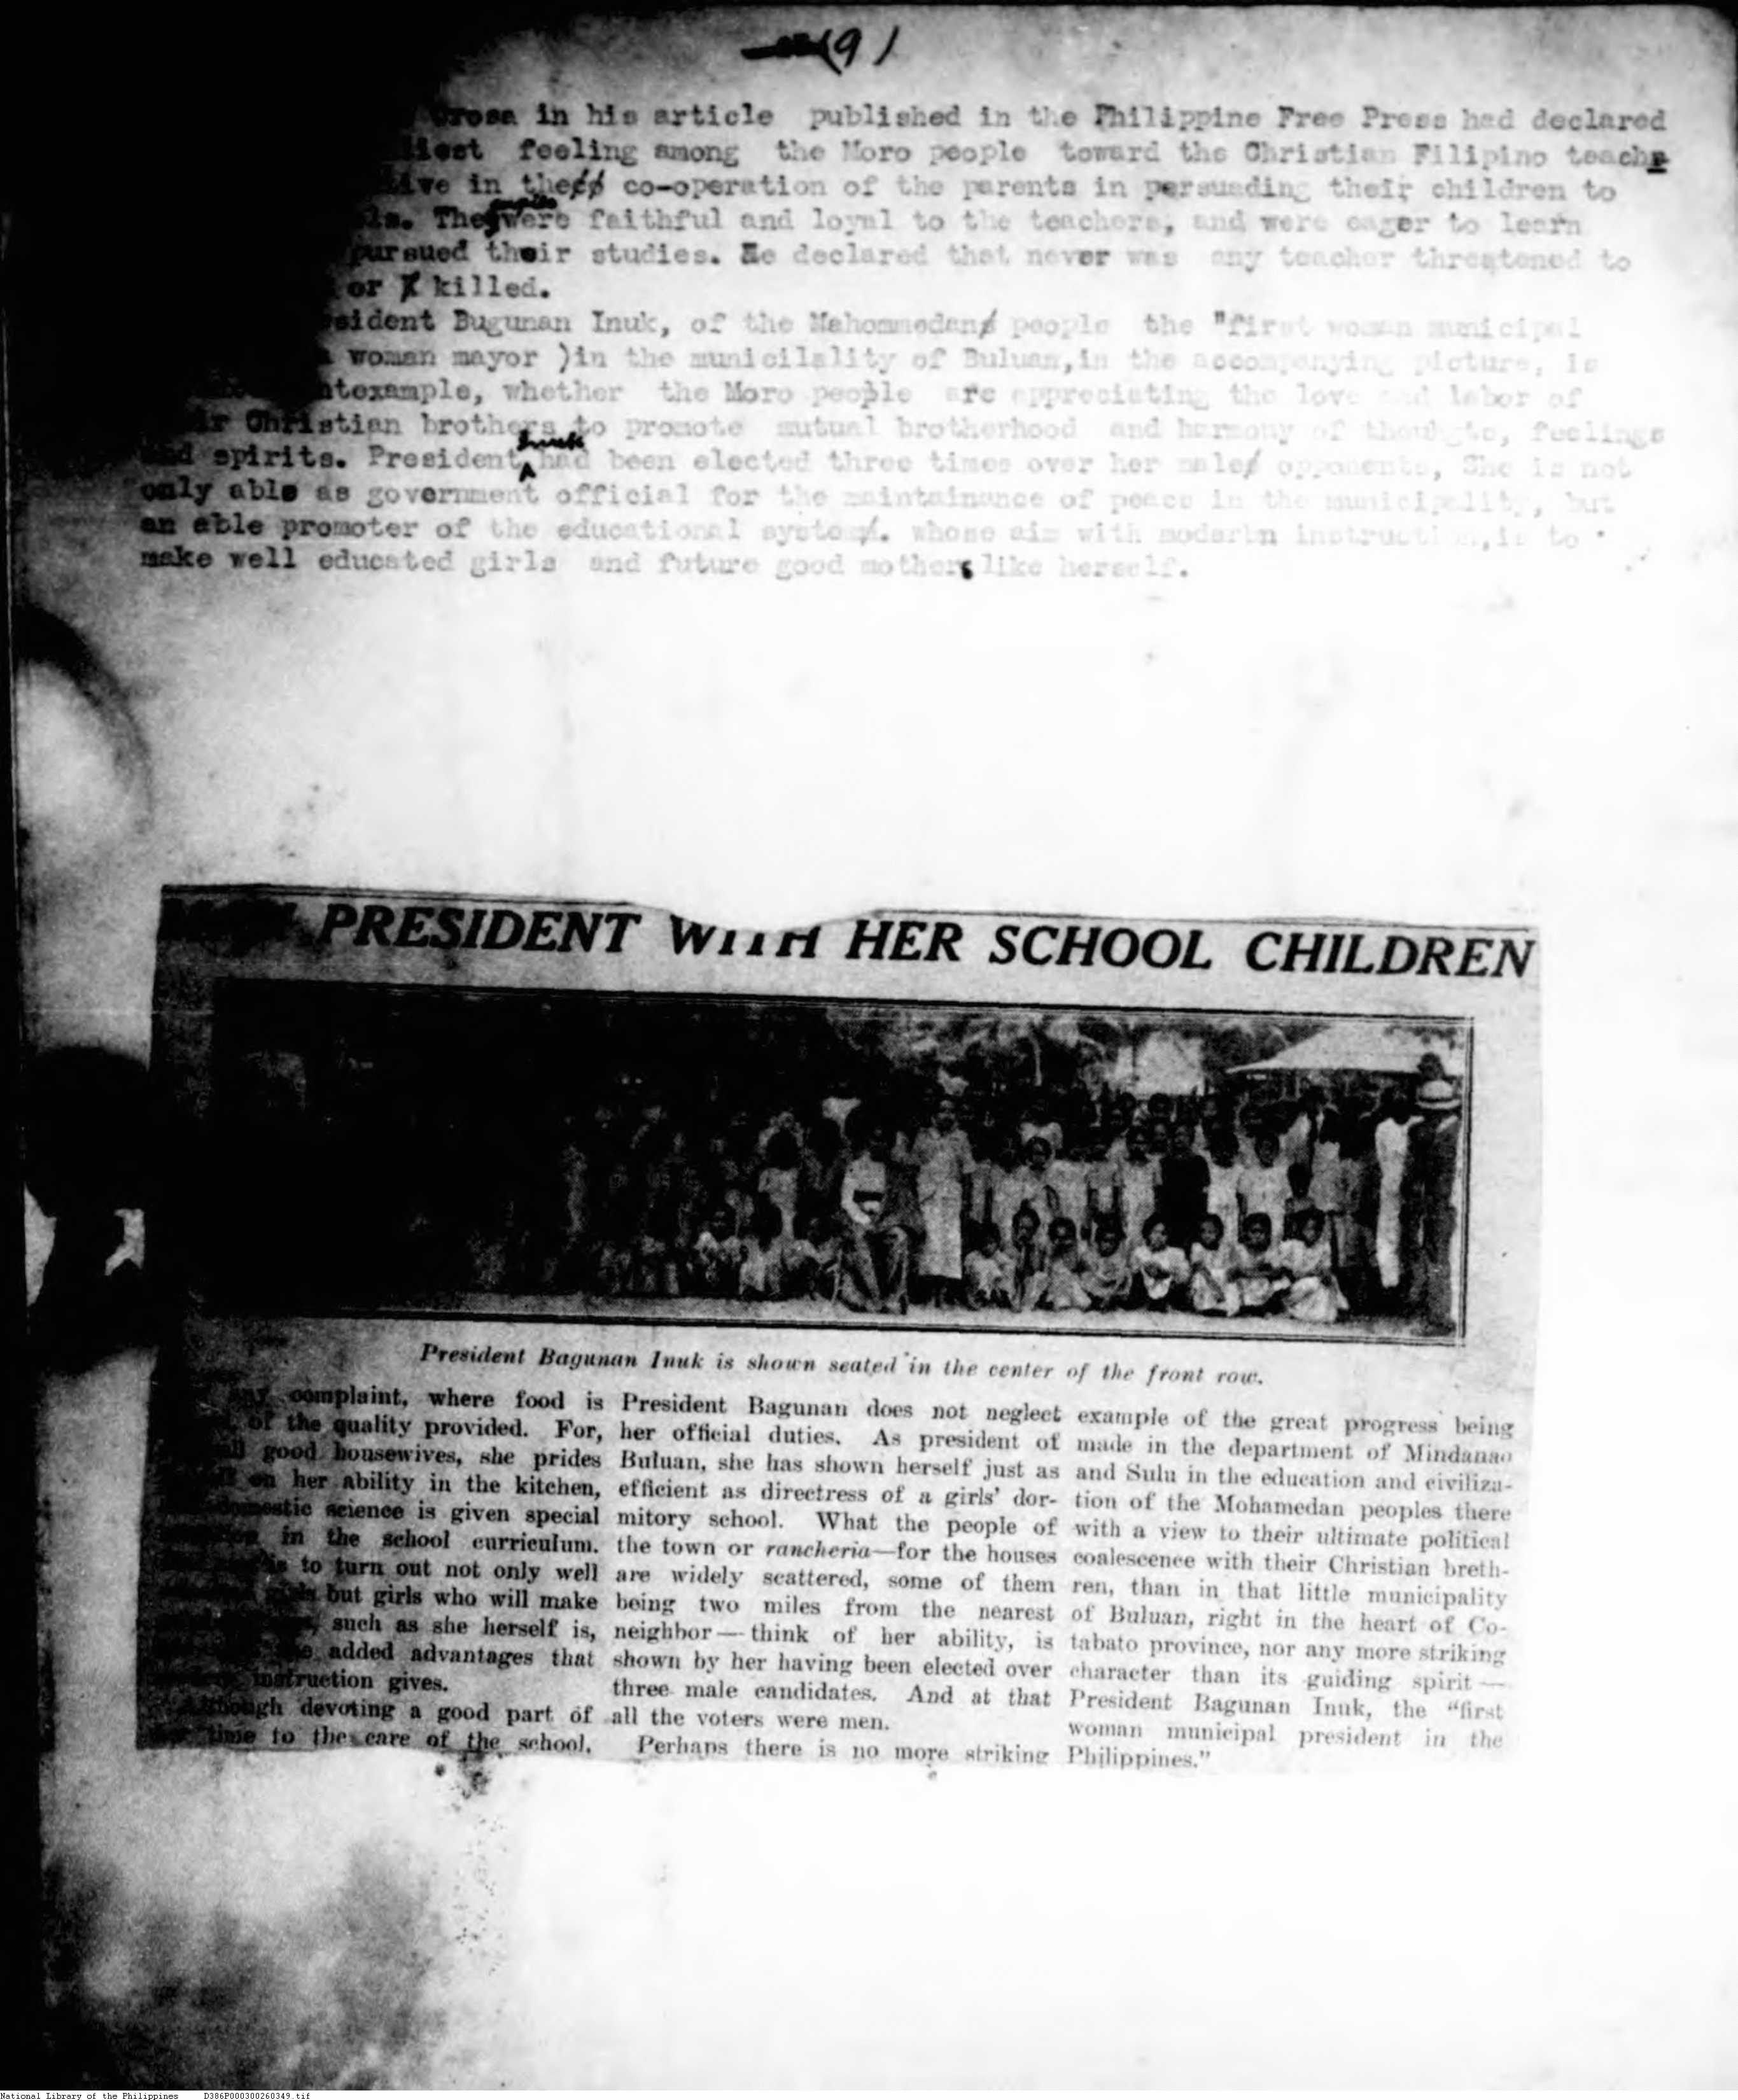 (9)
Orosa in his article published in the Philippine Free Press had declared
feeling among the Moro people toward the Christian Filipino teach
in the co-operation of the parents in persuading their children to
They pupils were faithful and loyal to the teachers, and were eager to learn
pursued their studies. He declared that never was any teacher threatened to
or killed.
Bugunan Inuk, of the Mahommedan people the "first woman municipal
woman mayor )in the municilality of Buluan,in the accompanying picture, is
example, whether the Moro people are appreciating the love and labor of
Christian brothers to promote mutual brotherhood and harmony of thoughts, feelings
and spirits. President Inuk had been elected three times over her male opponents, She is not
only able as government official for the maintainance of peace in the municipality, but
an able promoter of the educational system. whose aim with moderln instruction,is to
make well educated girls and future good mothers like herself.
PRESIDENT WITH HER SCHOOL CHILDREN
President Bagunan Inuk is shown seated in the center of the front row.
complaint, where food is
of the quality provided. For,
good housewives, she prides
on her ability in the kitchen,
science is given special
in the school curriculum.
to turn out not only well
but girls who will make
such as she herself is,
added advantages that
instruction gives.
Although devoting a good part of
time to the care of the school,
President Bagunan does not neglect
her official duties. As president of
Buluan, she has shown herself just as
efficient as directress of a girls' dor-
mitory school. What the people of
the town or rancheria—for the houses
are widely scattered, some of them
being two miles from the nearest
neighbor—think of her ability, is
shown by her having been elected over
three male candidates. And at that
all the voters were men.
Perhaps there is no more striking
example of the great progress being
made in the department of Mindanao
and Sulu in the education and civiliza-
tion of the Mohamedan peoples there
with a view to their ultimate political
coalescence with their Christian breth-
ren, than in that little municipality
of Buluan, right in the heart of Co-
tabato province, nor any more striking
character than its guiding spirit—
President Bagunan Inuk, the "first
woman municipal president in the
Philippines."
National Library of the Philippines D386P000300260349.tif